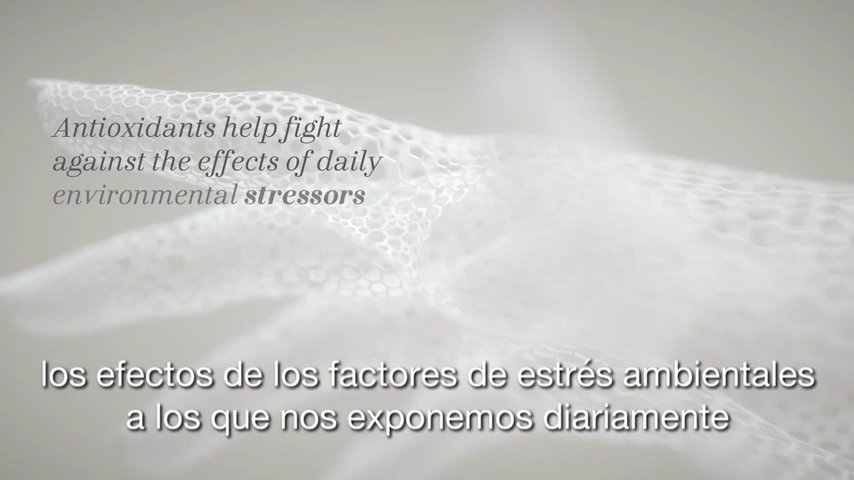 Antioxidants help fight
against the effects of daily
environmental stressors
los efectos de los factores de estrés ambientales
a los que nos exponemos diariamente